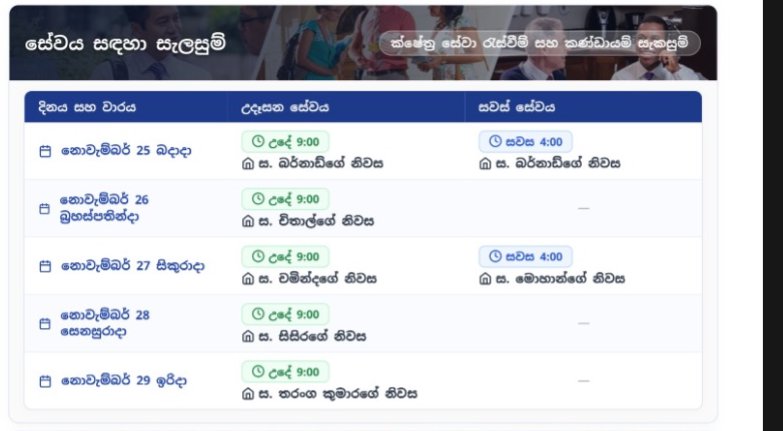 සේවය සඳහා සැලසුම්
ක්ෂේත්‍ර සේවා රැස්වීම් සහ කණ්ඩායම් සැකසුම්
දිනය සහ වාරය	උදෑසන සේවය	සවස් සේවය
නොවැම්බර් 25 බදාදා
උදේ 9:00
ස. බර්නාඩ්ගේ නිවස
සවස 4:00
ස. බර්නාඩ්ගේ නිවස
නොවැම්බර් 26
බ්‍රහස්පතින්දා
උදේ 9:00
ස. විතාල්ගේ නිවස
—
නොවැම්බර් 27 සිකුරාදා
උදේ 9:00
ස. චමින්දගේ නිවස
සවස 4:00
ස. මොහාන්ගේ නිවස
නොවැම්බර් 28
සෙනසුරාදා
උදේ 9:00
ස. සිසිරගේ නිවස
—
නොවැම්බර් 29 ඉරිදා
උදේ 9:00
ස. තරංග කුමාරගේ නිවස
—